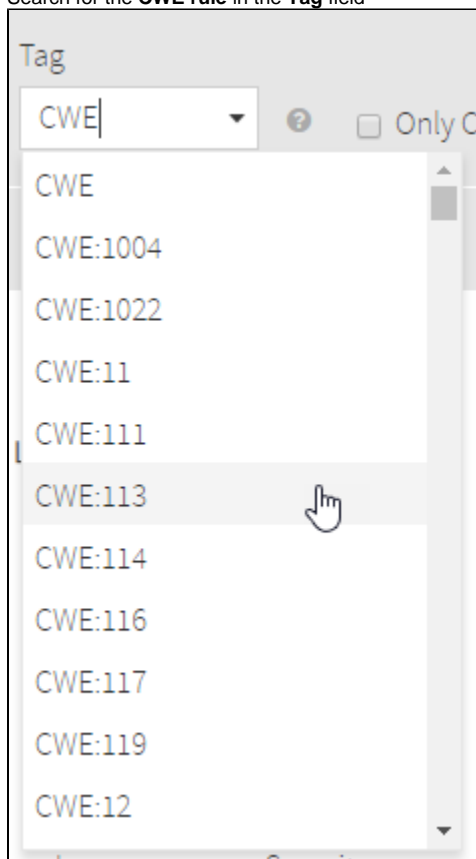 Search for the CWE rule in the Tag field
Tag
CWE
Only
CWE
CWE:1004
CWE:1022
CWE:11
CWE:111
CWE:113
CWE:114
CWE:116
CWE:117
CWE:119
CWE:12